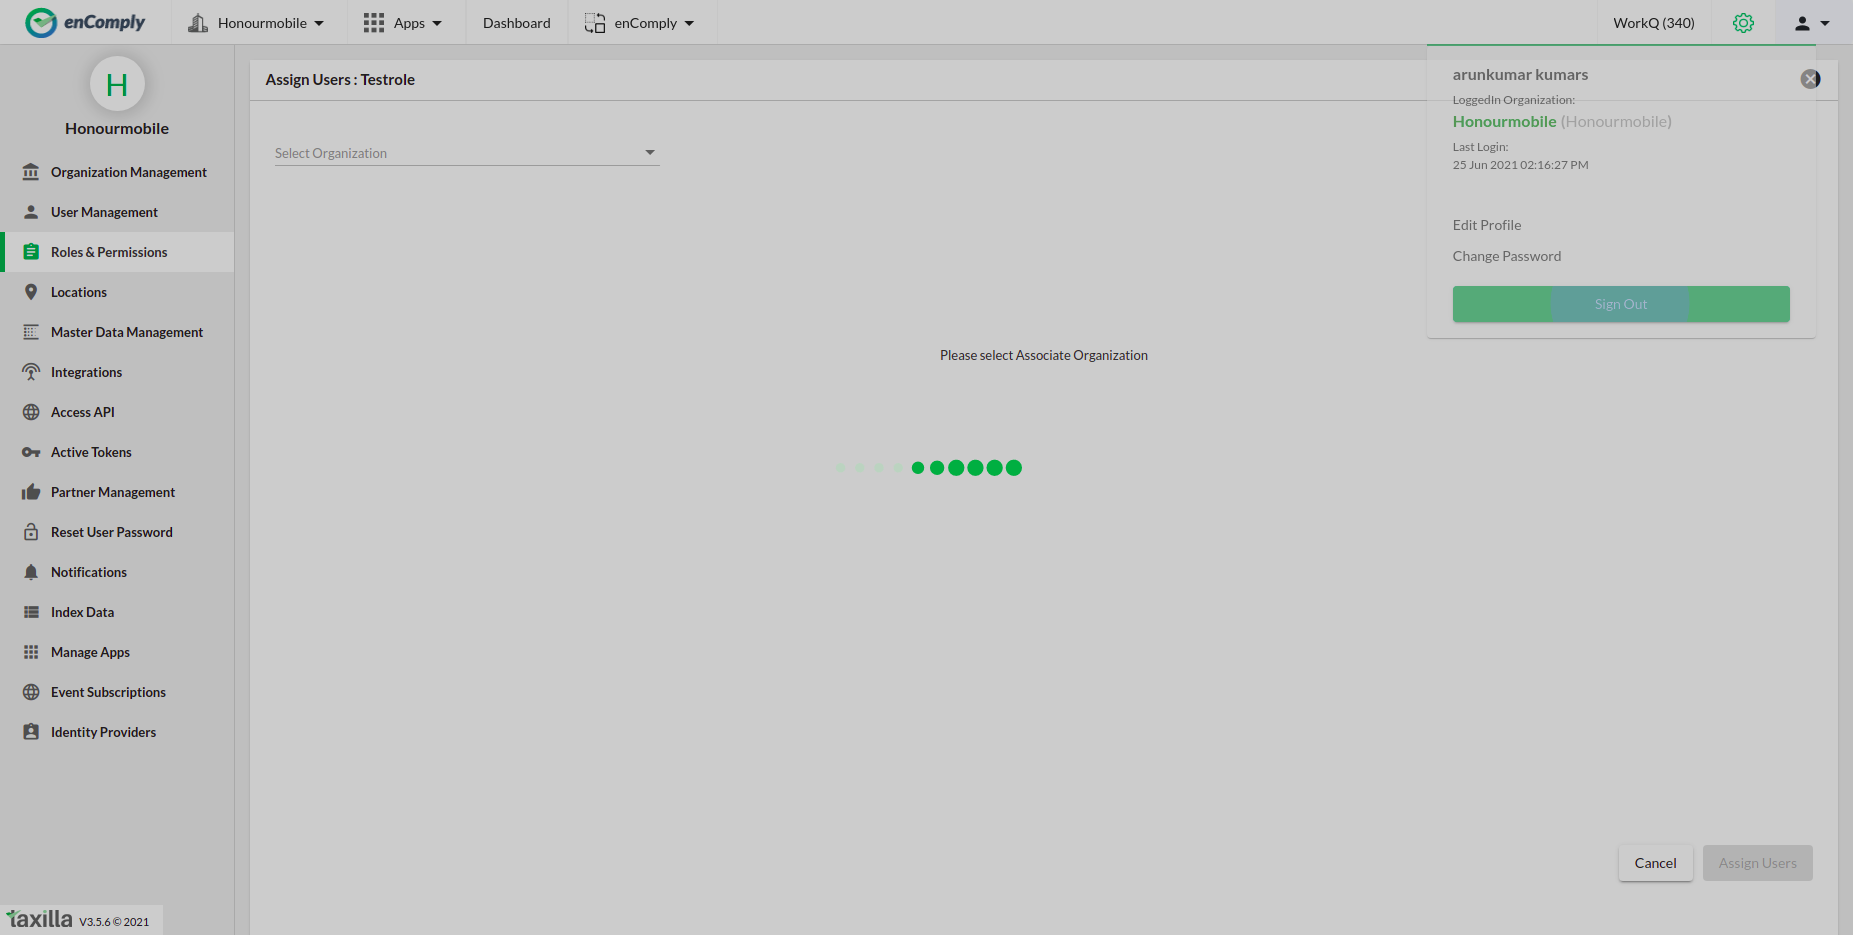 enComply
Honourmobile
Apps
Dashboard
enComply
WorkQ (340)
H
Honourmobile
Organization Management
User Management
Roles & Permissions
Locations
Master Data Management
Integrations
Access API
Active Tokens
Partner Management
Reset User Password
Notifications
Index Data
Manage Apps
Event Subscriptions
Identity Providers
taxilla V3.5.6 © 2021
Assign Users : Testrole
Select Organization
Please select Associate Organization
Cancel
Assign Users
arunkumar kumars
LoggedIn Organization:
Honourmobile (Honourmobile)
Last Login:
25 Jun 2021 02:16:27 PM
Edit Profile
Change Password
Sign Out